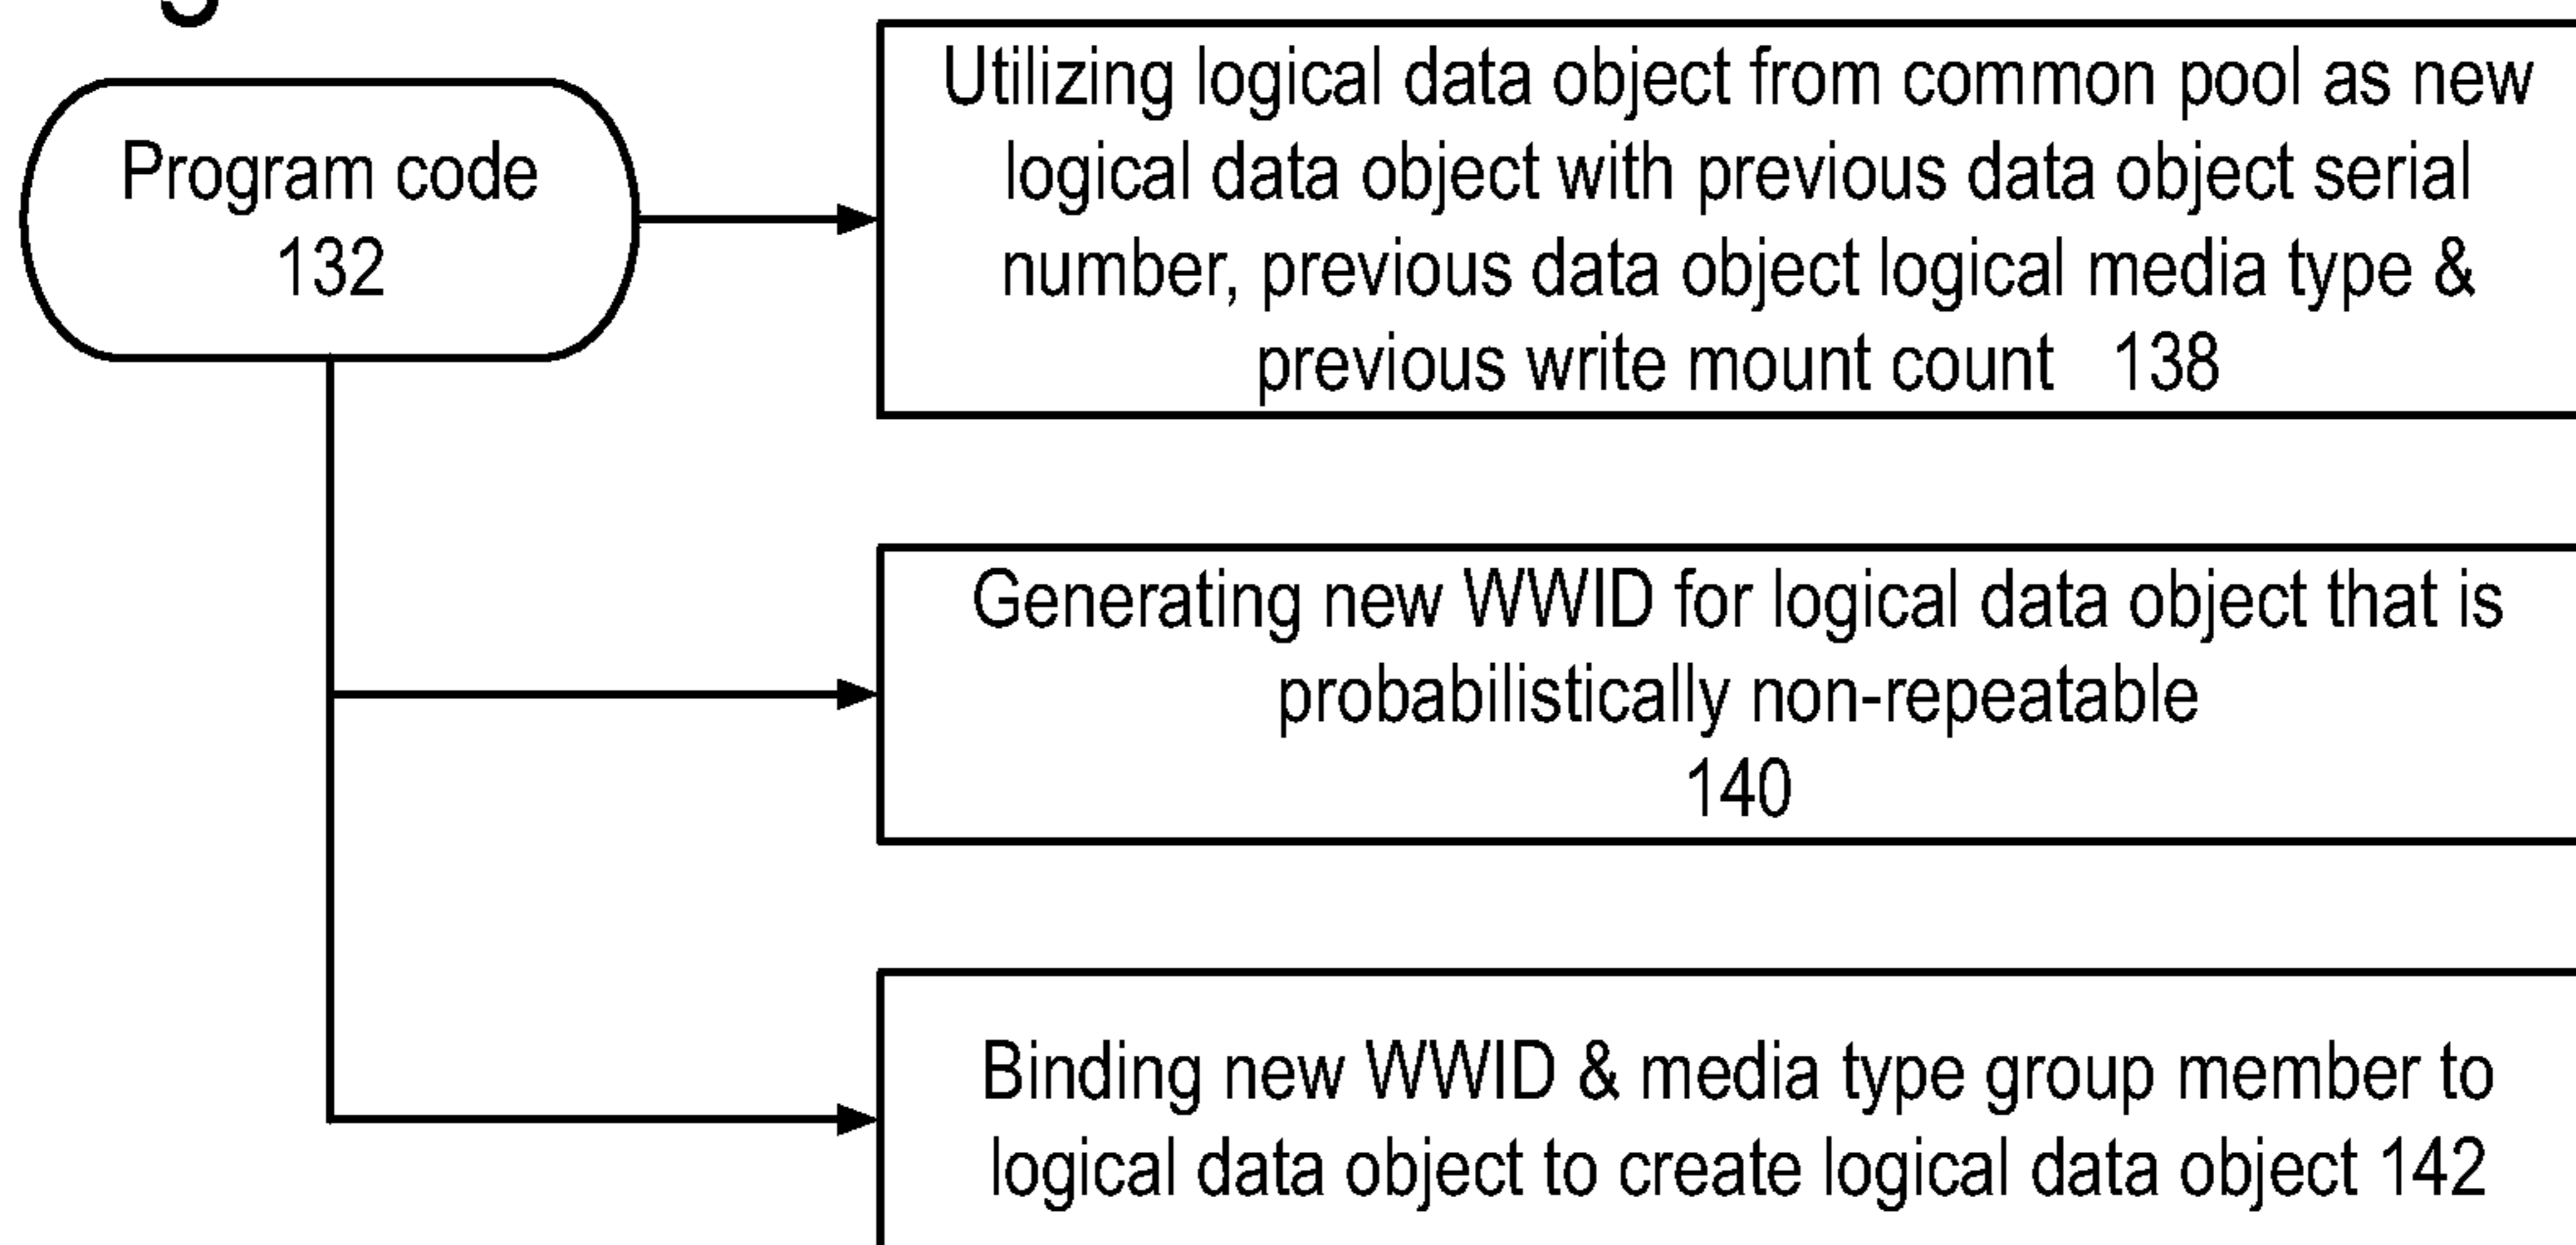 Program code
132
Utilizing logical data object from common pool as new
logical data object with previous data object serial
number, previous data object logical media type &
previous write mount count 138
Generating new WWID for logical data object that is
probabilistically non-repeatable
140
Binding new WWID & media type group member to
logical data object to create logical data object 142